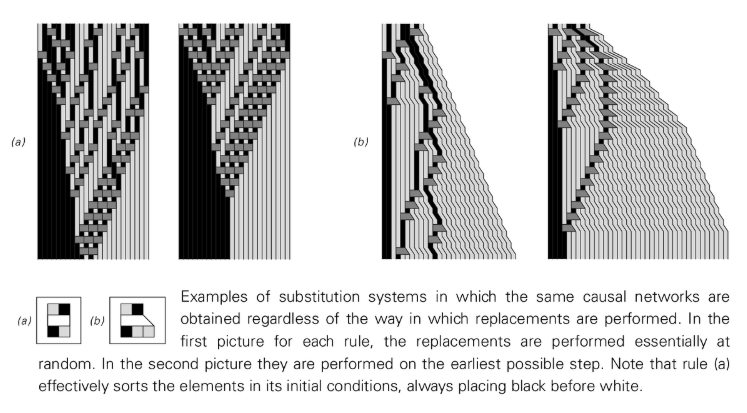 (a)
(b)
(a)
(b)
Examples of substitution systems in which the same causal networks are
obtained regardless of the way in which replacements are performed. In the
first picture for each rule, the replacements are performed essentially at
random. In the second picture they are performed on the earliest possible step. Note that rule (a)
effectively sorts the elements in its initial conditions, always placing black before white.